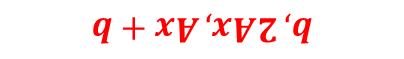 b, 2Ax, Ax + b